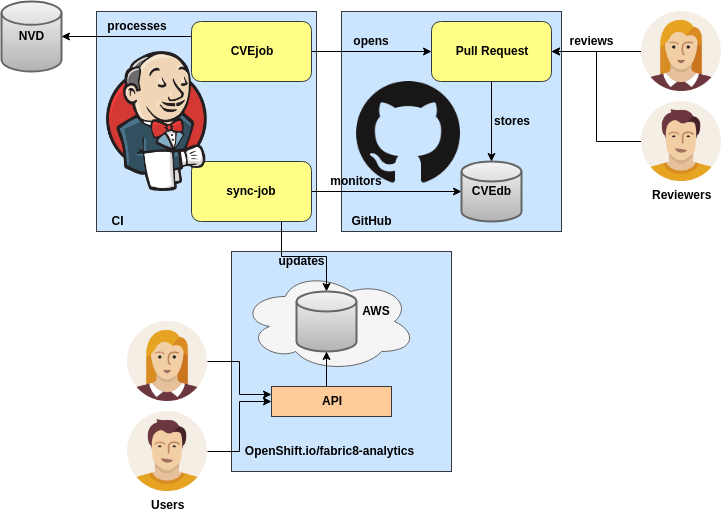 processes
NVD
CVEjob
opens
Pull Request
reviews
stores
sync-job
monitors
CVEdb
Reviewers
CI
GitHub
updates
AWS
API
OpenShift.io/fabric8-analytics
Users